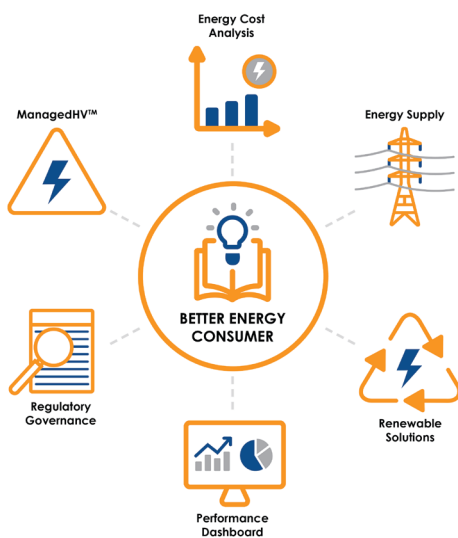 Energy Cost
Analysis
ManagedHV™
Energy Supply
BETTER ENERGY
CONSUMER
Regulatory
Governance
Renewable
Solutions
Performance
Dashboard